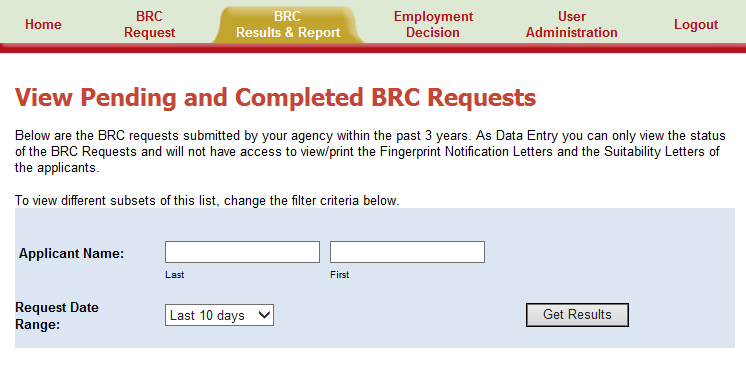 Home
BRC
Request
BRC
Results & Report
Employment
Decision
User
Administration
Logout
View Pending and Completed BRC Requests
Below are the BRC requests submitted by your agency within the past 3 years. As Data Entry you can only view the status
of the BRC Requests and will not have access to view/print the Fingerprint Notification Letters and the Suitability Letters of
the applicants.
To view different subsets of this list, change the filter criteria below.
Applicant Name:
Last
First
Request Date
Range:
Last 10 days
Get Results